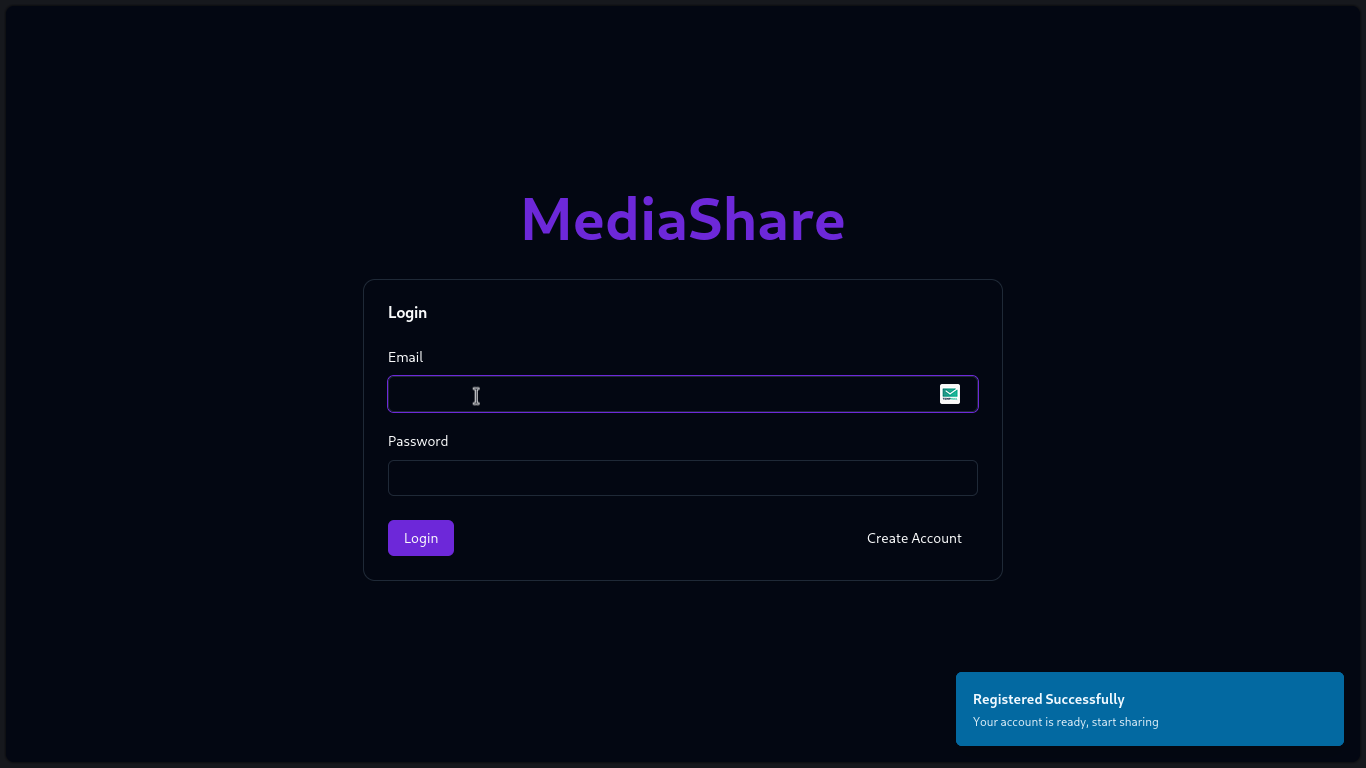 MediaShare
Login
Email
Password
Login
Create Account
Registered Successfully
Your account is ready, start sharing